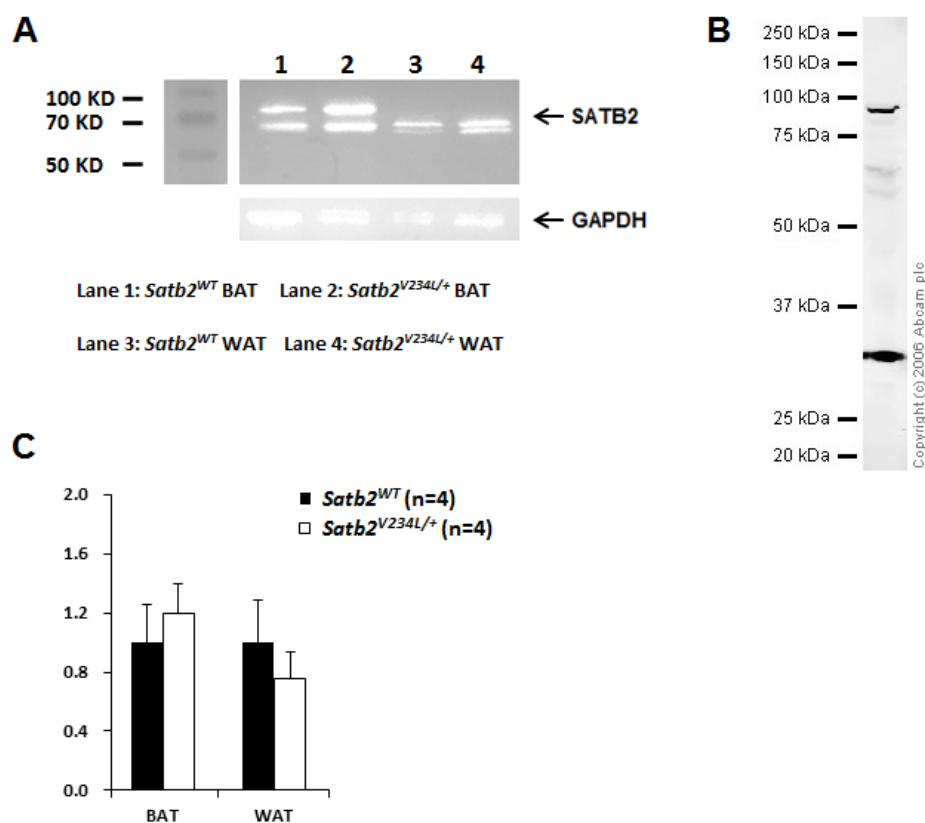 A
1 2 3 4
100 KD
70 KD
50 KD
SATB2
GAPDH
Lane 1: Satb2WT BAT Lane 2: Satb2V234L/+ BAT
Lane 3: Satb2WT WAT Lane 4: Satb2V234L/+ WAT
B
250 kDa
150 kDa
100 kDa
75 kDa
50 kDa
37 kDa
25 kDa
20 kDa
Copyright (c) 2006 Abcam plc
C
Satb2WT (n=4)
Satb2V234L/+ (n=4)
2.0
1.6
1.2
0.8
0.4
0.0
BAT WAT